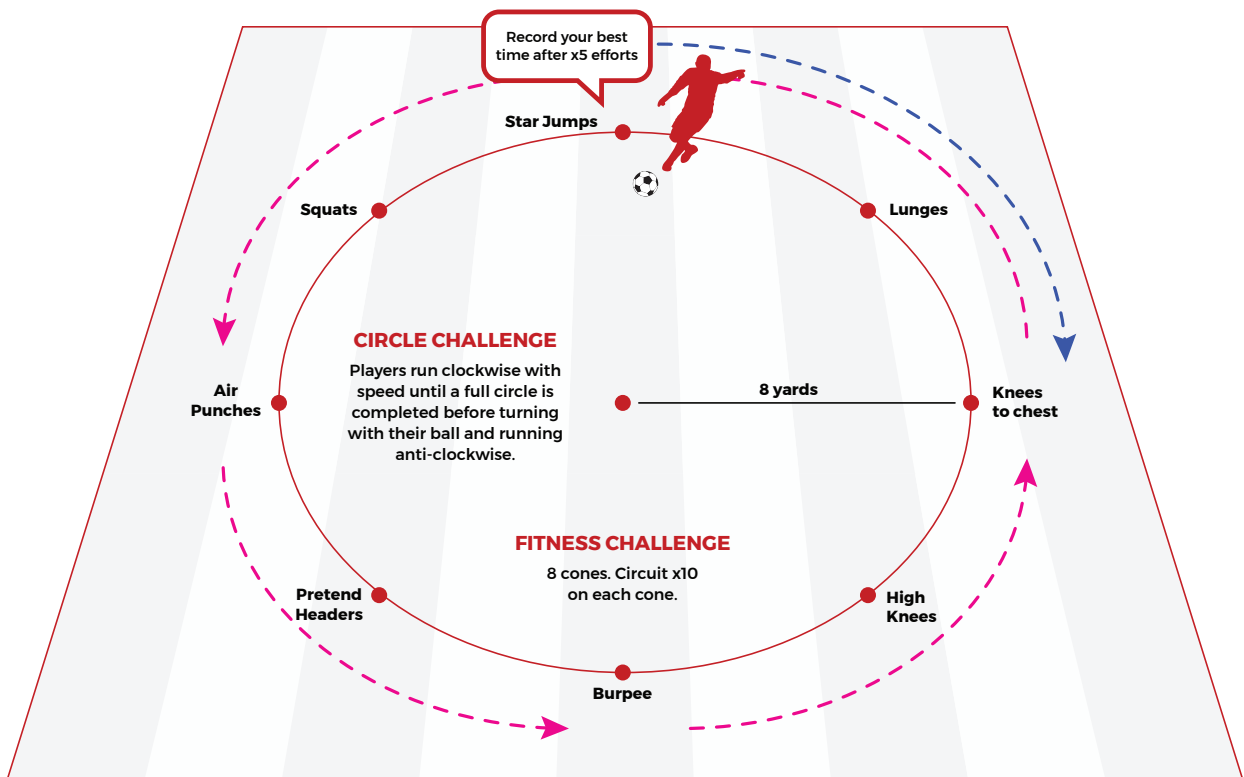 Record your best
time after x5 efforts
Star Jumps
Squats
Lunges
CIRCLE CHALLENGE
Players run clockwise with
speed until a full circle is
completed before turning
with their ball and running
anti-clockwise.
Air
Punches
8 yards
Knees
to chest
FITNESS CHALLENGE
8 cones. Circuit x10
on each cone.
Pretend
Headers
High
Knees
Burpee